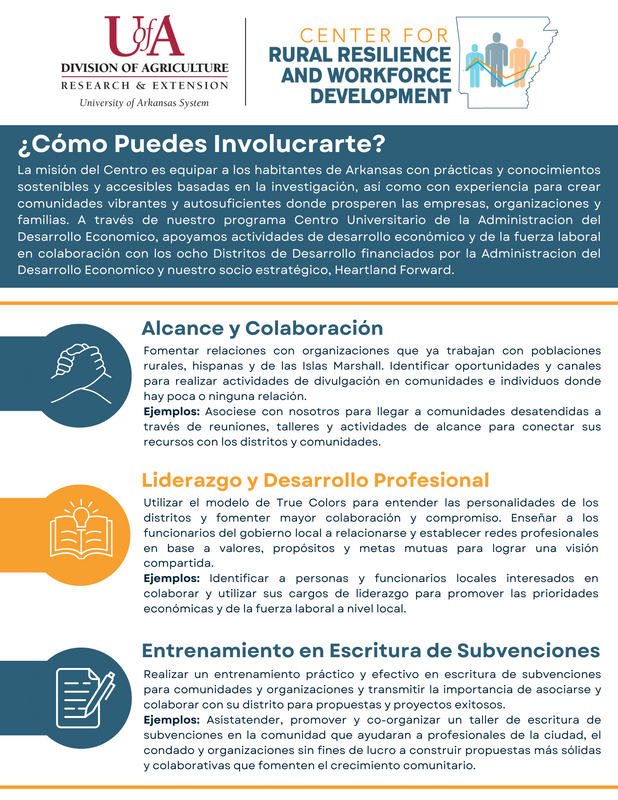 UofA
DIVISION OF AGRICULTURE
RESEARCH & EXTENSION
University of Arkansas System
CENTER FOR
RURAL RESILIENCE
AND WORKFORCE
DEVELOPMENT
¿Cómo Puedes Involucrarte?
La misión del Centro es equipar a los habitantes de Arkansas con prácticas y conocimientos
sostenibles y accesibles basadas en la investigación, así como con experiencia para crear
comunidades vibrantes y autosuficientes donde prosperen las empresas, organizaciones y
familias. A través de nuestro programa Centro Universitario de la Administracion del
Desarrollo Economico, apoyamos actividades de desarrollo económico y de la fuerza laboral
en colaboración con los ocho Distritos de Desarrollo financiados por la Administracion del
Desarrollo Economico y nuestro socio estratégico, Heartland Forward.
Alcance y Colaboración
Fomentar relaciones con organizaciones que ya trabajan con poblaciones
rurales, hispanas y de las Islas Marshall. Identificar oportunidades y canales
para realizar actividades de divulgación en comunidades e individuos donde
hay poca o ninguna relación.
Ejemplos: Asociese con nosotros para llegar a comunidades desatendidas a
través de reuniones, talleres y actividades de alcance para conectar sus
recursos con los distritos y comunidades.
Liderazgo y Desarrollo Profesional
Utilizar el modelo de True Colors para entender las personalidades de los
distritos y fomenter mayor colaboración y compromiso. Enseñar a los
funcionarios del gobierno local a relacionarse y establecer redes profesionales
en base a valores, propósitos y metas mutuas para lograr una visión
compartida.
Ejemplos: Identificar a personas y funcionarios locales interesados en
colaborar y utilizar sus cargos de liderazgo para promover las prioridades
económicas y de la fuerza laboral a nivel local.
Entrenamiento en Escritura de Subvenciones
Realizar un entrenamiento práctico y efectivo en escritura de subvenciones
para comunidades y organizaciones y transmitir la importancia de asociarse y
colaborar con su distrito para propuestas y proyectos exitosos.
Ejemplos: Asistatender, promover y co-organizar un taller de escritura de
subvenciones en la comunidad que ayudaran a profesionales de la ciudad, el
condado y organizaciones sin fines de lucro a construir propuestas más sólidas
y colaborativas que fomenten el crecimiento comunitario.